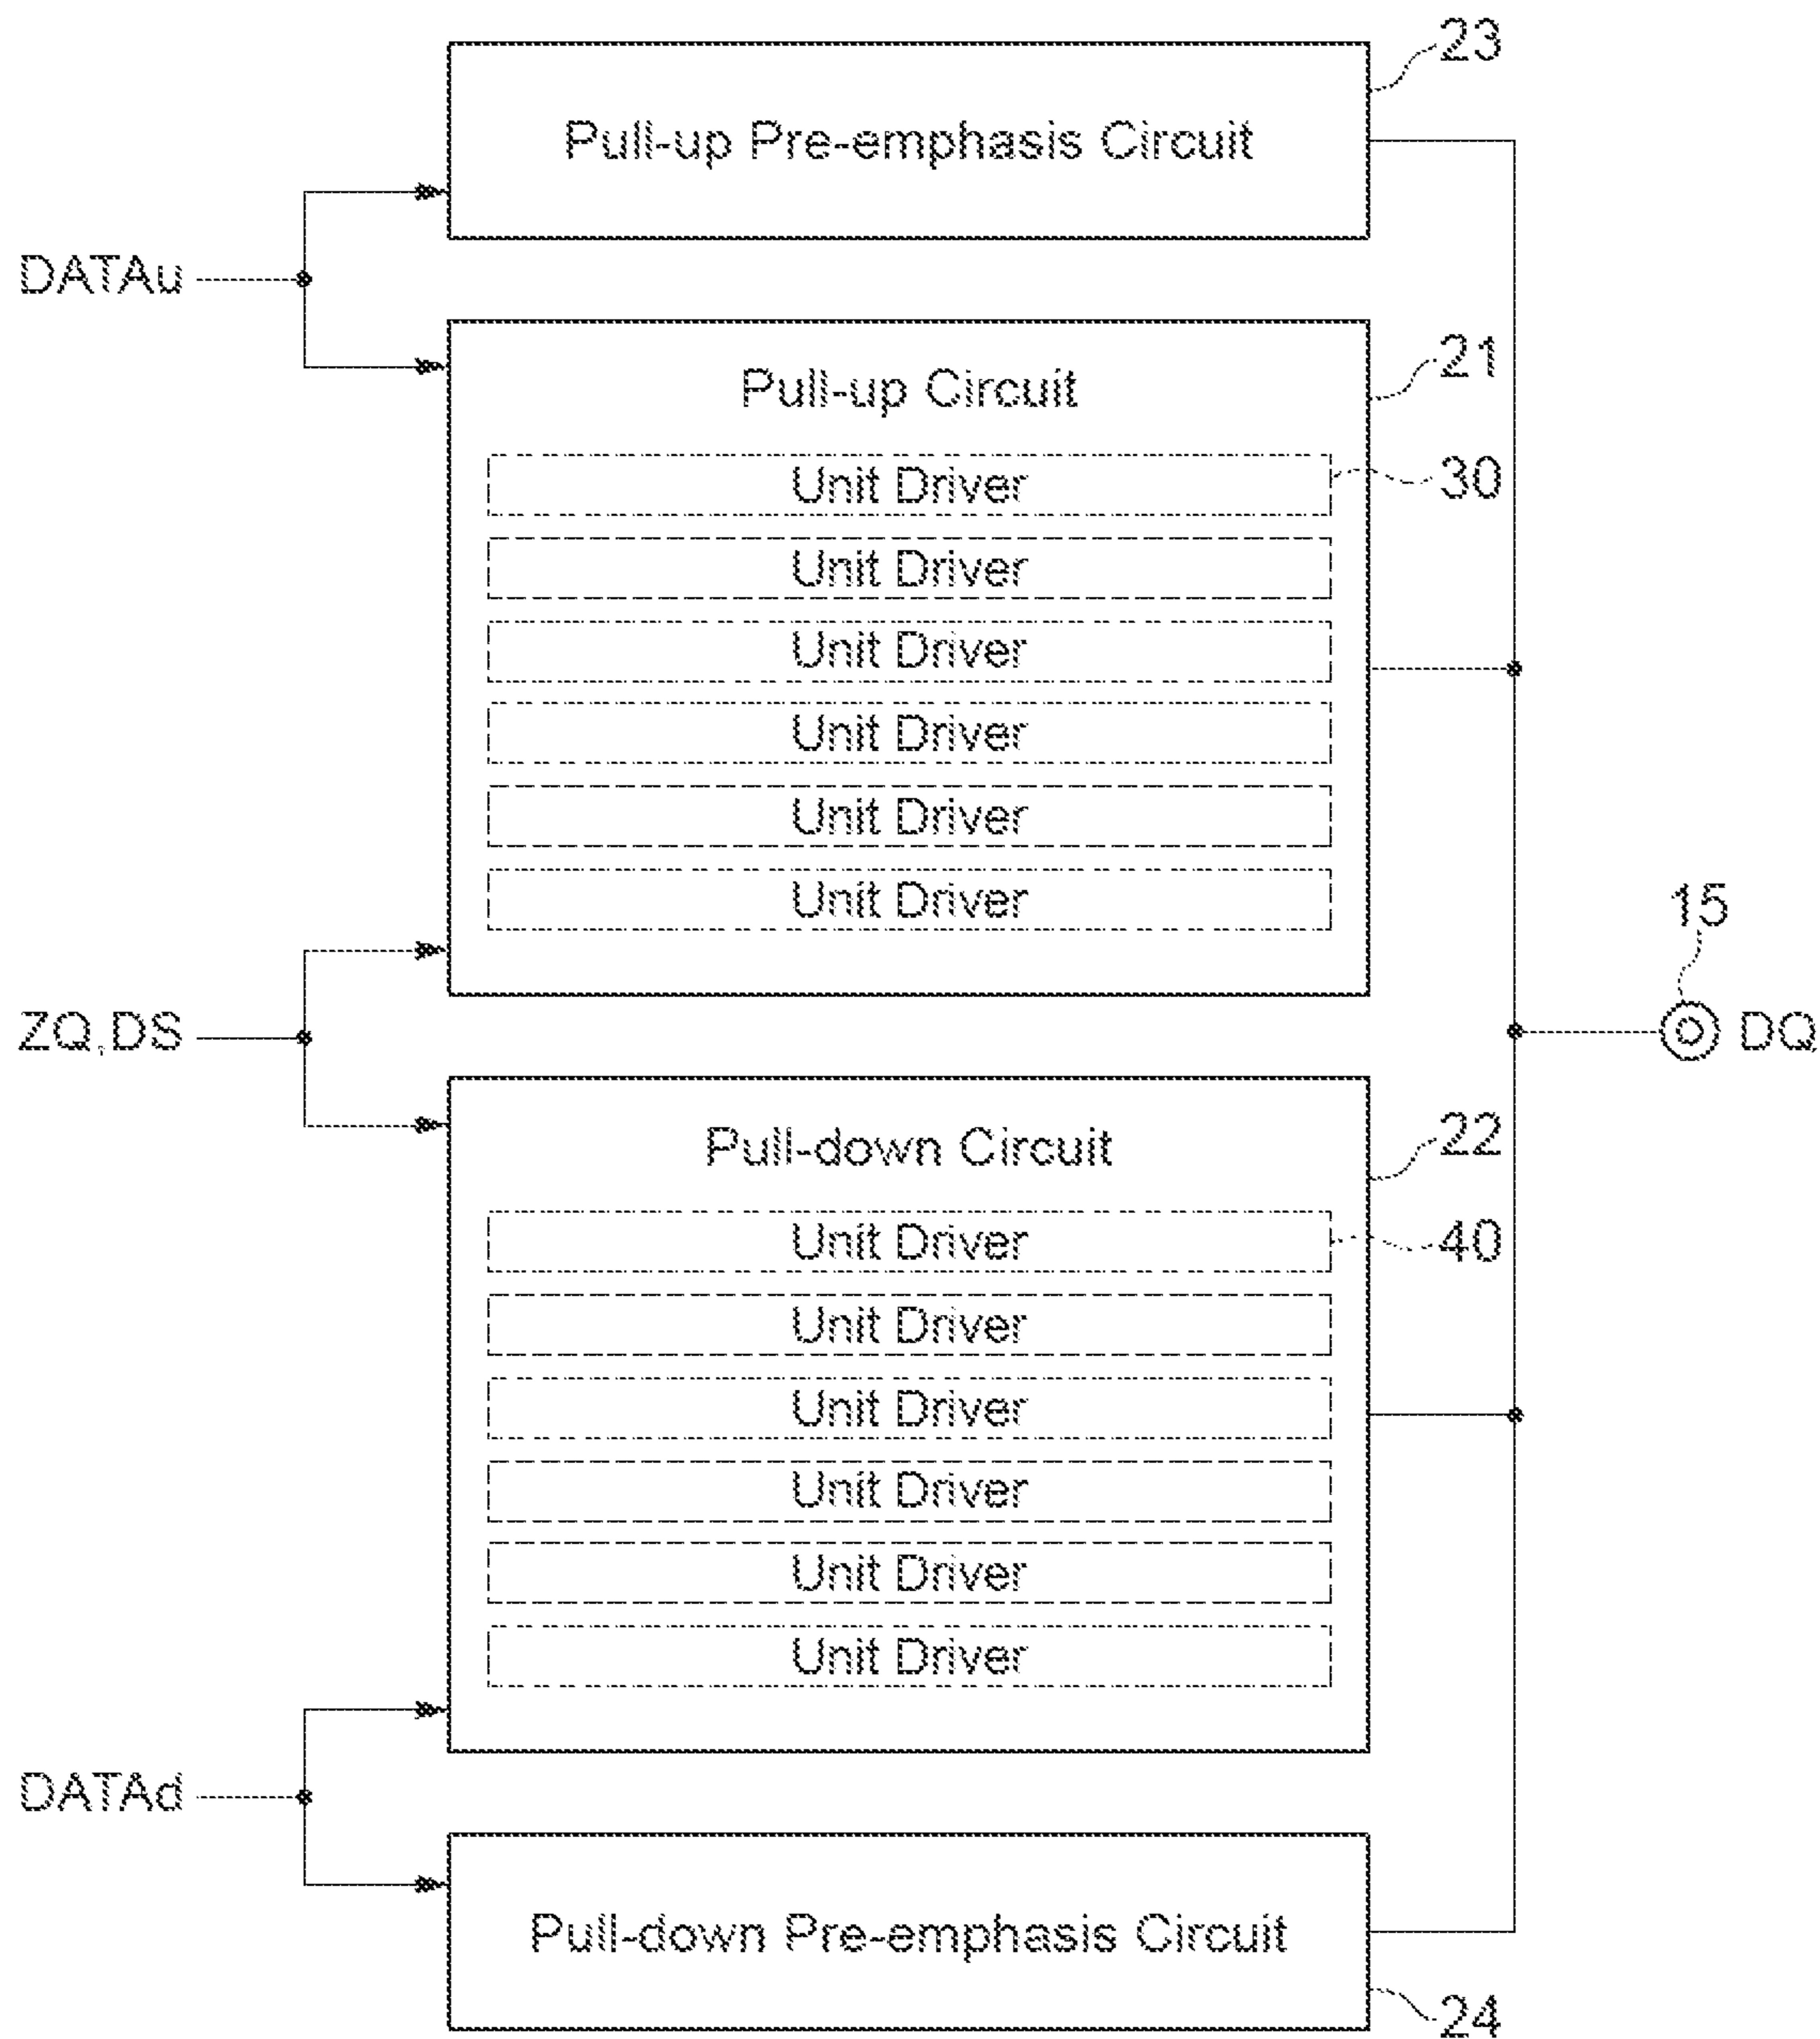 23
Pull-up Pre-emphasis Circuit
DATAu
21
Pull-up Circuit
Unit Driver
30
Unit Driver
Unit Driver
Unit Driver
Unit Driver
Unit Driver
15
ZQ,DS
DQ
22
Pull-down Circuit
Unit Driver
40
Unit Driver
Unit Driver
Unit Driver
Unit Driver
Unit Driver
DATAd
Pull-down Pre-emphasis Circuit
24